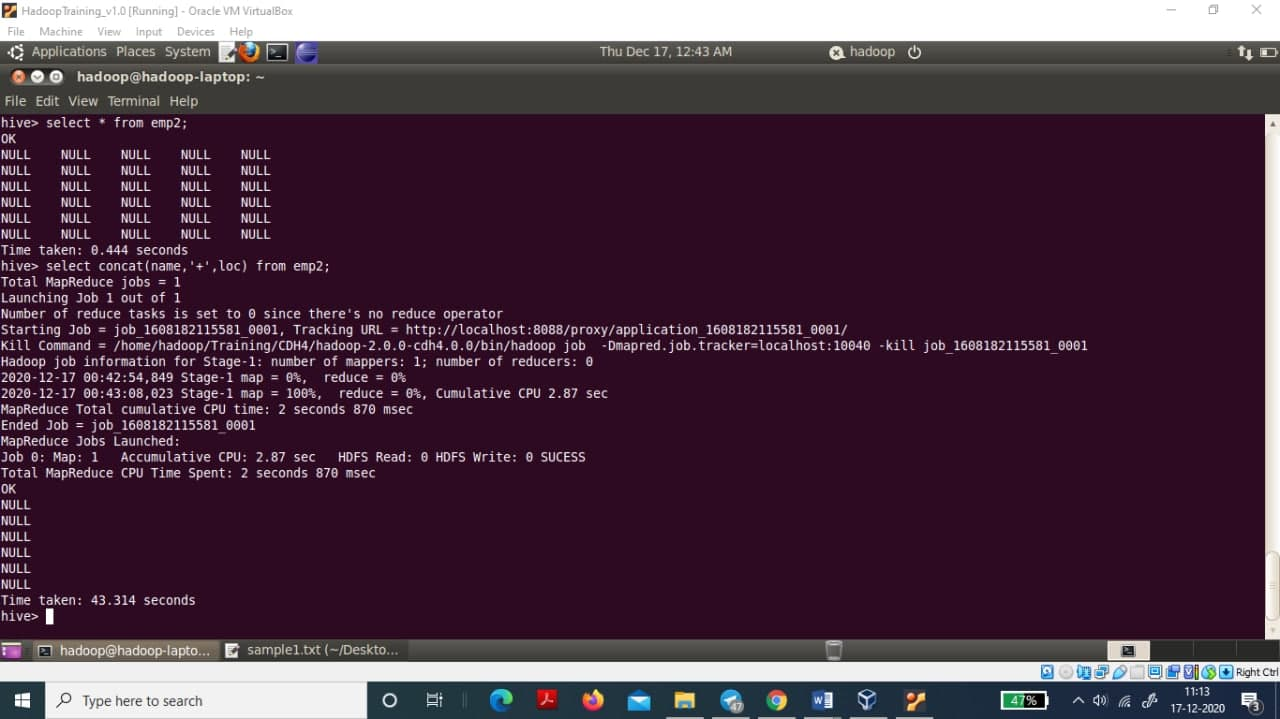 HadoopTraining_v1.0 [Running] - Oracle VM VirtualBox
File Machine View Input Devices Help
Applications Places System Thu Dec 17, 12:43 AM hadoop
hadoop@hadoop-laptop: ~
File Edit View Terminal Help
hive> select * from emp2;
OK
NULL NULL NULL NULL NULL
NULL NULL NULL NULL NULL
NULL NULL NULL NULL NULL
NULL NULL NULL NULL NULL
NULL NULL NULL NULL NULL
NULL NULL NULL NULL NULL
Time taken: 0.444 seconds
hive> select concat(name,'+',loc) from emp2;
Total MapReduce jobs = 1
Launching Job 1 out of 1
Number of reduce tasks is set to 0 since there's no reduce operator
Starting Job = job_1608182115581_0001, Tracking URL = http://localhost:8088/proxy/application_1608182115581_0001/
Kill Command = /home/hadoop/Training/CDH4/hadoop-2.0.0-cdh4.0.0/bin/hadoop job  -Dmapred.job.tracker=localhost:10040 -kill job_1608182115581_0001
Hadoop job information for Stage-1: number of mappers: 1; number of reducers: 0
2020-12-17 00:42:54,849 Stage-1 map = 0%,  reduce = 0%
2020-12-17 00:43:08,023 Stage-1 map = 100%,  reduce = 0%, Cumulative CPU 2.87 sec
MapReduce Total cumulative CPU time: 2 seconds 870 msec
Ended Job = job_1608182115581_0001
MapReduce Jobs Launched:
Job 0: Map: 1   Accumulative CPU: 2.87 sec   HDFS Read: 0 HDFS Write: 0 SUCESS
Total MapReduce CPU Time Spent: 2 seconds 870 msec
OK
NULL
NULL
NULL
NULL
NULL
NULL
Time taken: 43.314 seconds
hive>
hadoop@hadoop-lapto... sample1.txt (~/Deskto...
Right Ctrl
Type here to search 47 47% 11:13
17-12-2020 3